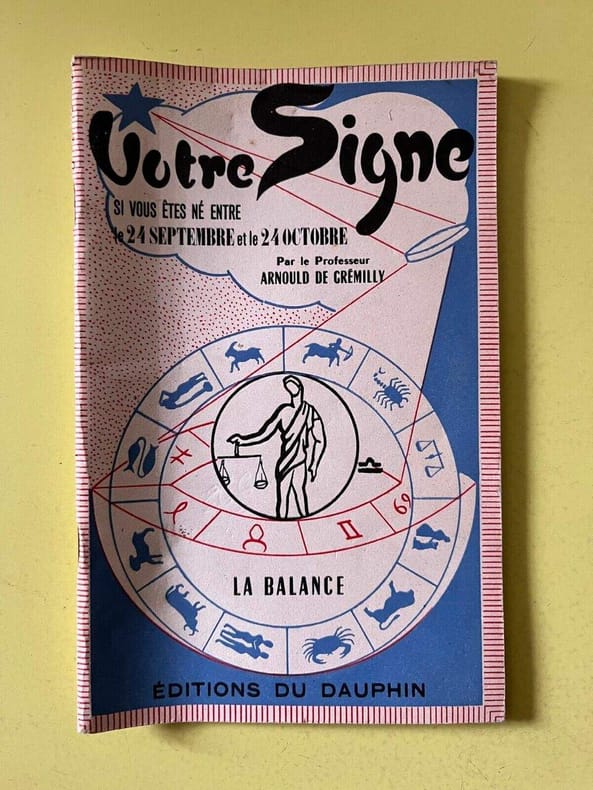 Votre Signe
SI VOUS ÊTES NÉ ENTRE
le 24 SEPTEMBRE et le 24 OCTOBRE
Par le Professeur
ARNOULD DE GRÉMILLY
LA BALANCE
ÉDITIONS DU DAUPHIN